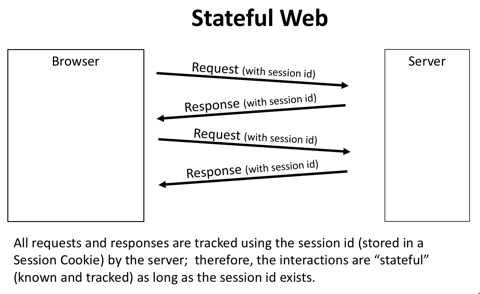 Stateful Web
Browser
Server
Request (with session id)
Response (with session id)
Request (with session id)
Response (with session id)
All requests and responses are tracked using the session id (stored in a
Session Cookie) by the server;  therefore, the interactions are “stateful”
(known and tracked) as long as the session id exists.